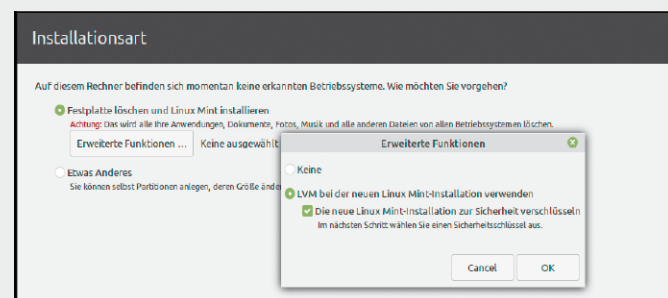 Installationsart
Auf diesem Rechner befinden sich momentan keine erkannten Betriebssysteme. Wie möchten Sie vorgehen?
Festplatte löschen und Linux Mint installieren
Achtung: Das wird alle Ihre Anwendungen, Dokumente, Fotos, Musik und alle anderen Dateien von allen Betriebssystemen löschen.
Erweiterte Funktionen ... Keine ausgewählt
Etwas Anderes
Sie können selbst Partitionen anlegen, deren Größe
Erweiterte Funktionen
Keine
LVM bei der neuen Linux Mint-Installation verwenden
Die neue Linux Mint-Installation zur Sicherheit verschlüsseln
Im nächsten Schritt wählen Sie einen Sicherheitsschlüssel aus.
Cancel OK